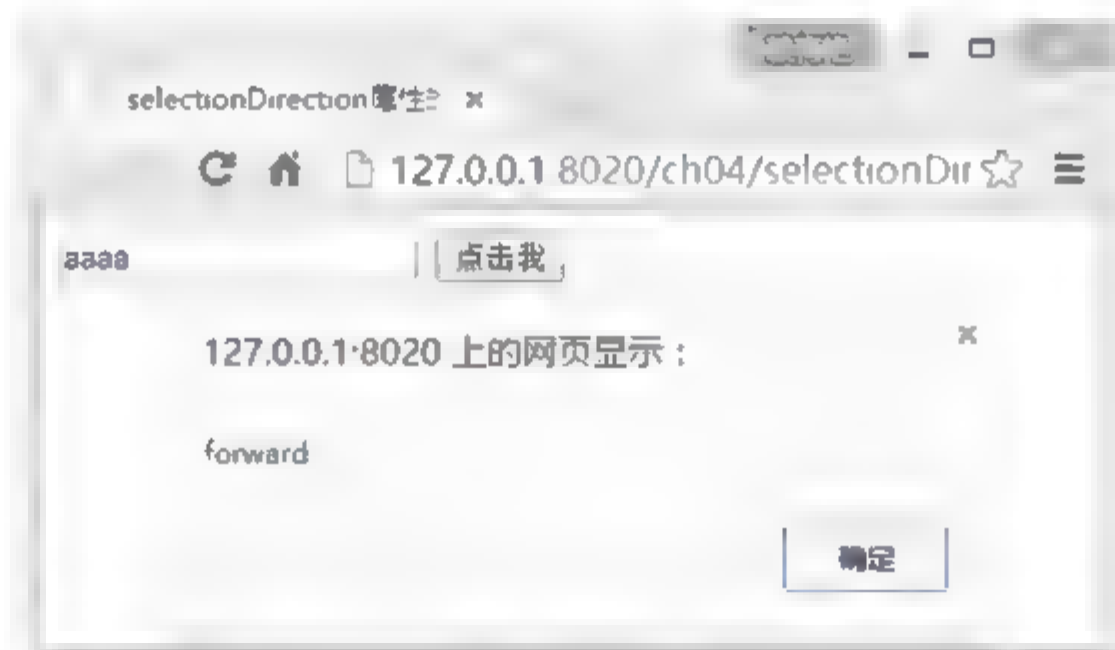 selectionDirection属性
127.0.0.1:8020/ch04/selectionDir
aaaa 点击我
127.0.0.1:8020 上的网页显示：
forward
确定